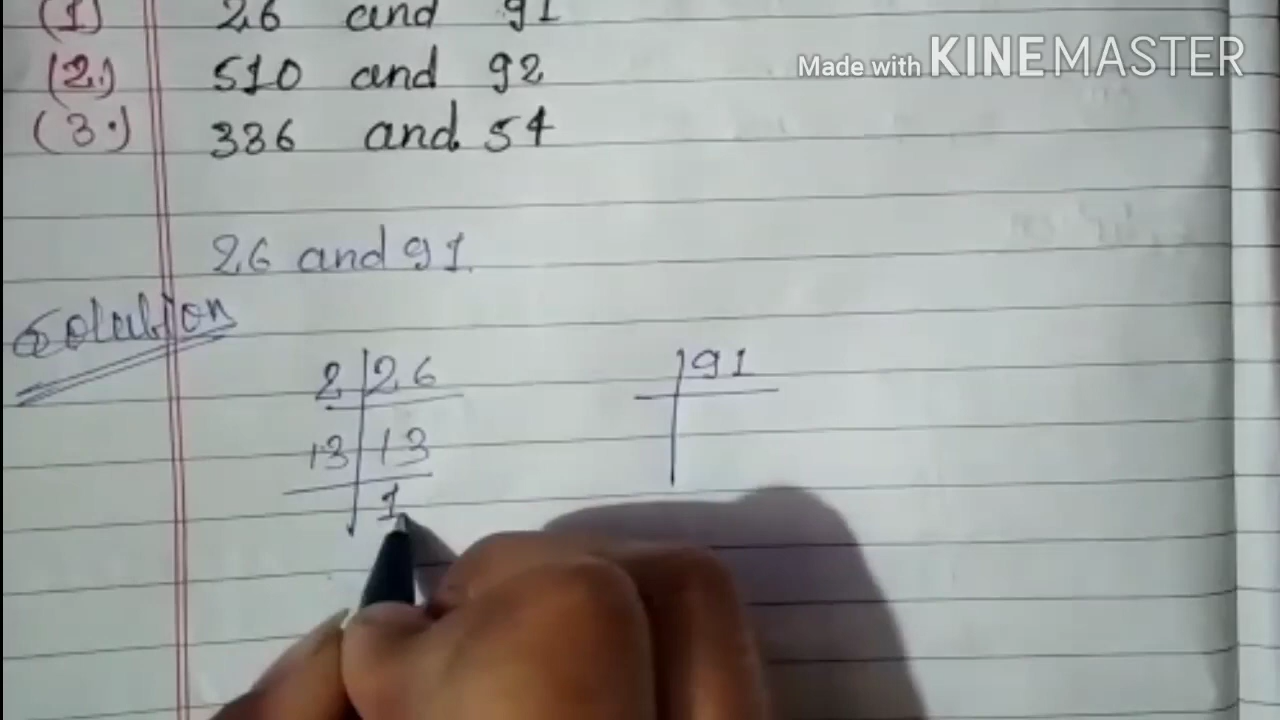 (1) 26 and 91
(2.) 510 and 92
(3.) 336 and 54
Made with KINEMASTER
26 and 91.
Solution
2 26
13 13
1
91